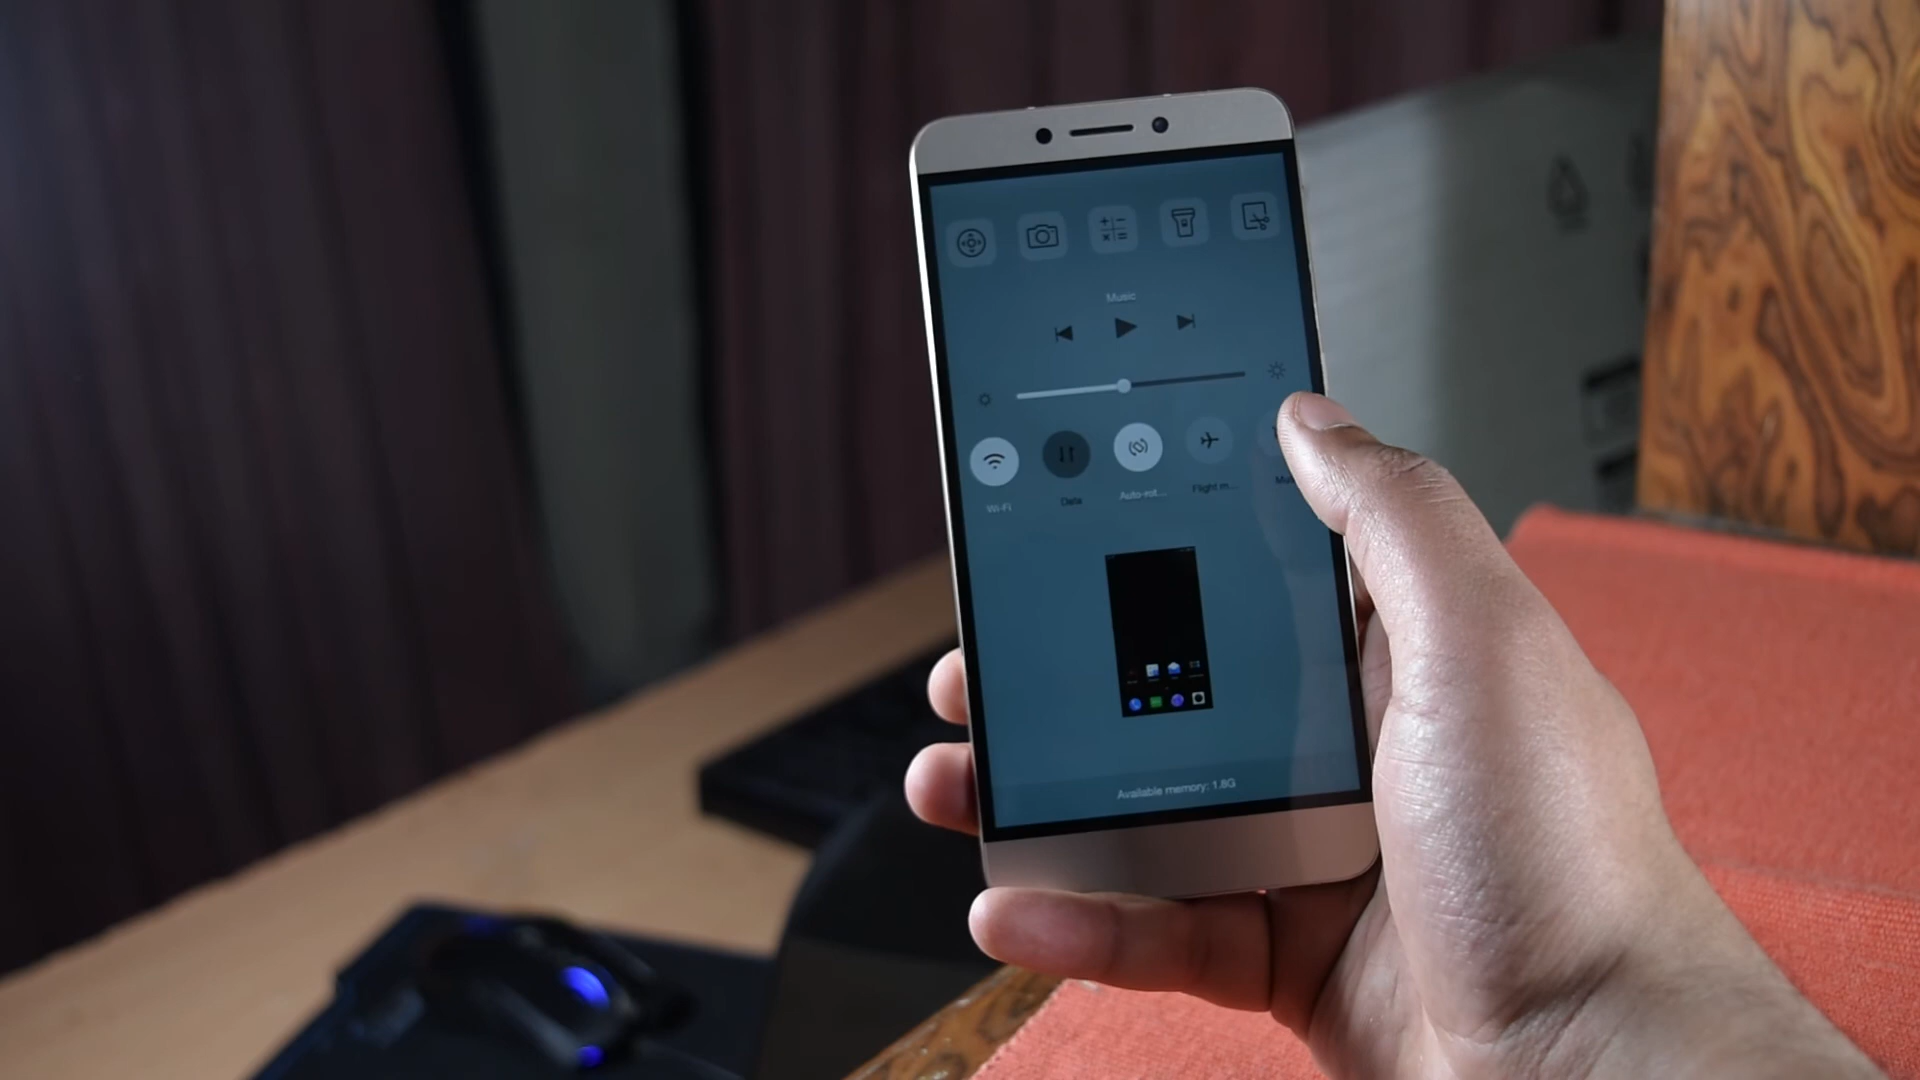 Music
Wi-Fi
Data
Auto-rot...
Flight m...
Available memory: 1.8G